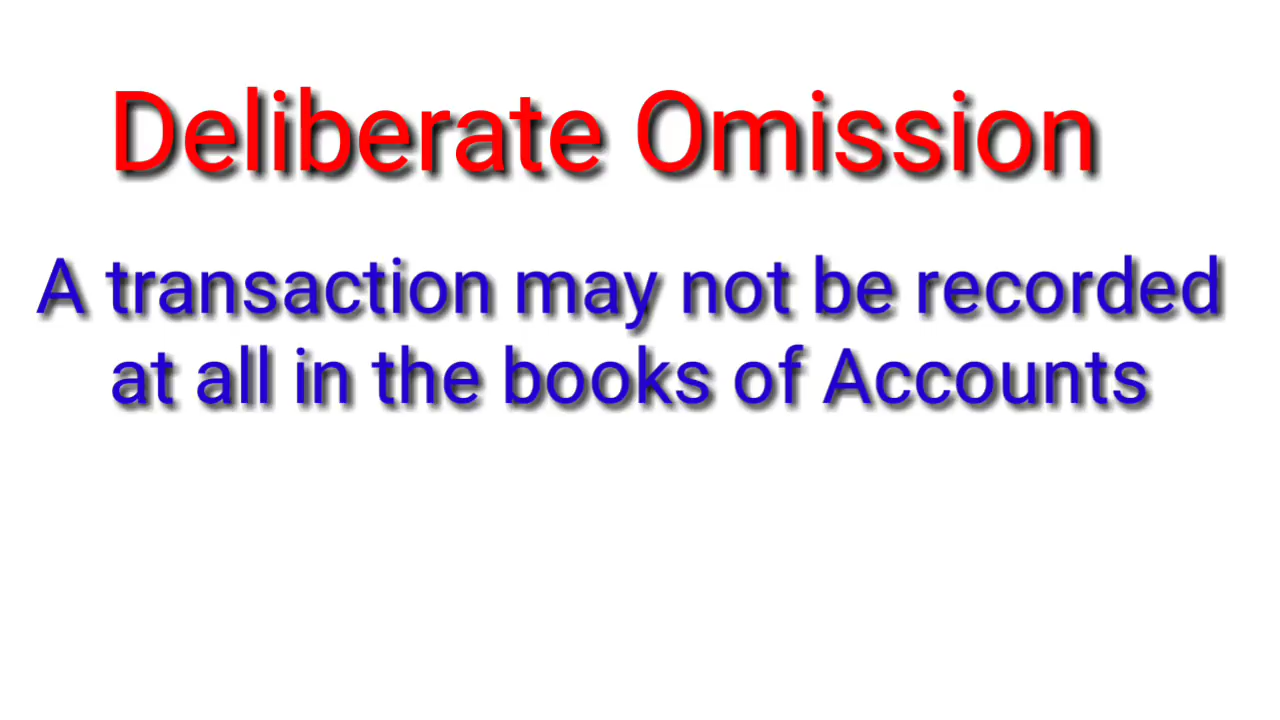 Deliberate Omission
A transaction may not be recorded
at all in the books of Accounts